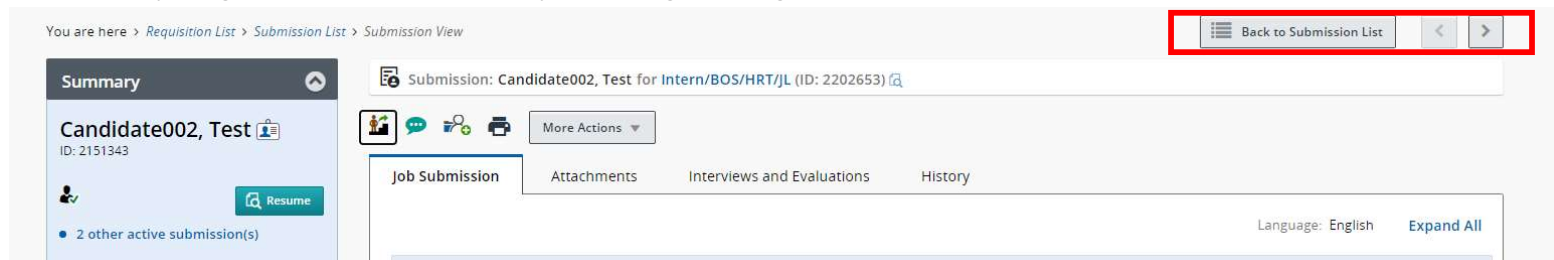 You are here > Requisition List > Submission List > Submission View
Back to Submission List < >
Summary
Submission: Candidate002, Test for Intern/BOS/HRT/JL (ID: 2202653)
Candidate002, Test
ID: 2151343
More Actions
Job Submission Attachments Interviews and Evaluations History
Resume
Language: English Expand All
2 other active submission(s)